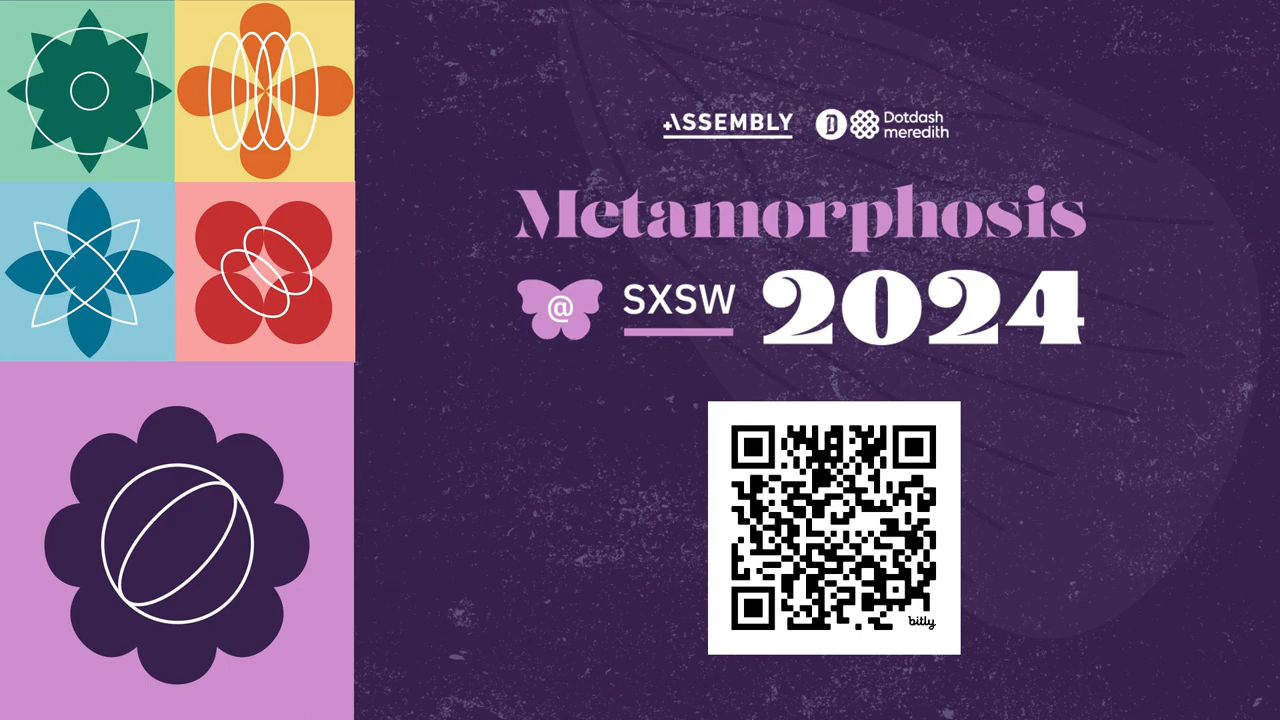 ASSEMBLY
Dotdash
meredith
Metamorphosis
@ SXSW 2024
bitly